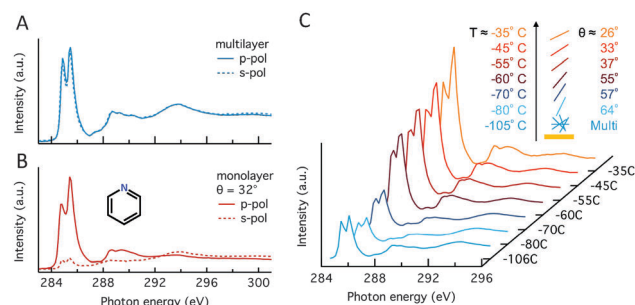 A
multilayer
p-pol
s-pol
Intensity (a.u.)
B
monolayer
θ = 32°
p-pol
s-pol
N
Intensity (a.u.)
284
288
292
296
300
Photon energy (eV)
C
T ≈ -35° C
θ ≈ 26°
-45° C
33°
-55° C
37°
-60° C
55°
-70° C
57°
-80° C
64°
-105° C
Multi
Intensity (a.u.)
-35C
-45C
-55C
-60C
-70C
-80C
-106C
284
288
292
296
Photon energy (eV)